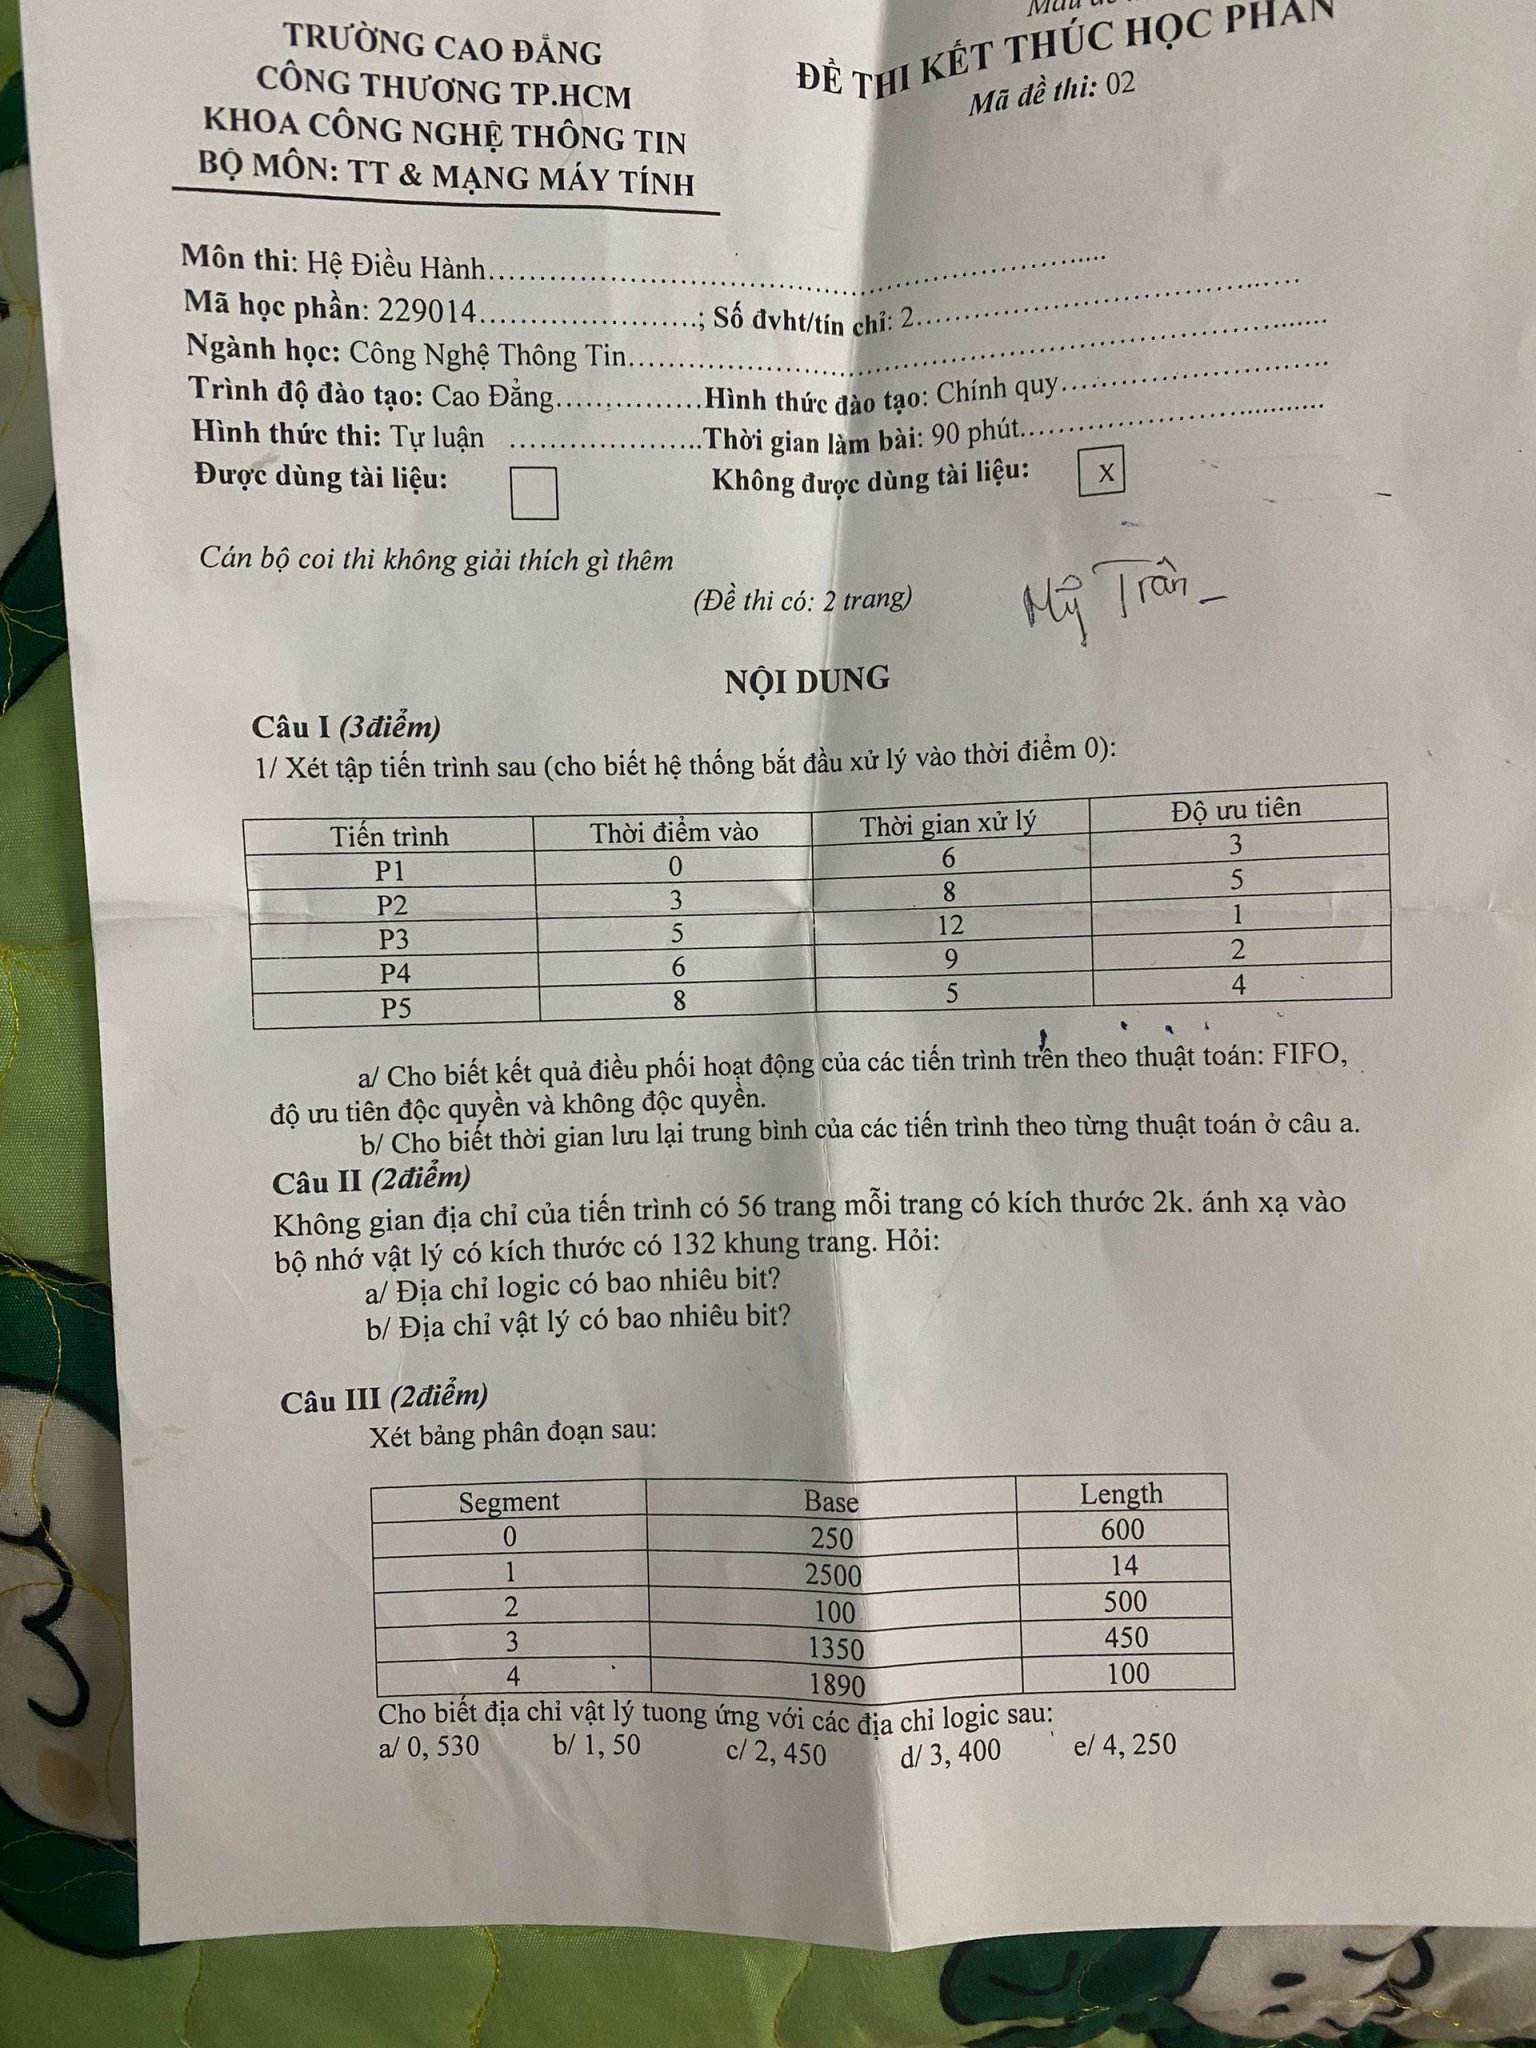 TRƯỜNG CAO ĐẲNG
CÔNG THƯƠNG TP.HCM
KHOA CÔNG NGHỆ THÔNG TIN
BỘ MÔN: TT & MẠNG MÁY TÍNH
ĐỀ THI KẾT THÚC HỌC PHẦN
Mã đề thi: 02
Môn thi: Hệ Điều Hành
Mã học phần: 229014; Số đvht/tín chỉ: 2
Ngành học: Công Nghệ Thông Tin
Trình độ đào tạo: Cao Đẳng Hình thức đào tạo: Chính quy
Hình thức thi: Tự luận Thời gian làm bài: 90 phút
Được dùng tài liệu: Không được dùng tài liệu: x
Cán bộ coi thi không giải thích gì thêm
(Đề thi có: 2 trang)
Mỹ Trân
NỘI DUNG
Câu I (3điểm)
1/ Xét tập tiến trình sau (cho biết hệ thống bắt đầu xử lý vào thời điểm 0):
Tiến trình Thời điểm vào Thời gian xử lý Độ ưu tiên
P1 0 6 3
P2 3 8 5
P3 5 12 1
P4 6 9 2
P5 8 5 4
a/ Cho biết kết quả điều phối hoạt động của các tiến trình trên theo thuật toán: FIFO,
độ ưu tiên độc quyền và không độc quyền.
b/ Cho biết thời gian lưu lại trung bình của các tiến trình theo từng thuật toán ở câu a.
Câu II (2điểm)
Không gian địa chỉ của tiến trình có 56 trang mỗi trang có kích thước 2k. ánh xạ vào
bộ nhớ vật lý có kích thước có 132 khung trang. Hỏi:
a/ Địa chỉ logic có bao nhiêu bit?
b/ Địa chỉ vật lý có bao nhiêu bit?
Câu III (2điểm)
Xét bảng phân đoạn sau:
Segment Base Length
0 250 600
1 2500 14
2 100 500
3 1350 450
4 1890 100
Cho biết địa chỉ vật lý tuong ứng với các địa chỉ logic sau:
a/ 0, 530 b/ 1, 50 c/ 2, 450 d/ 3, 400 e/ 4, 250